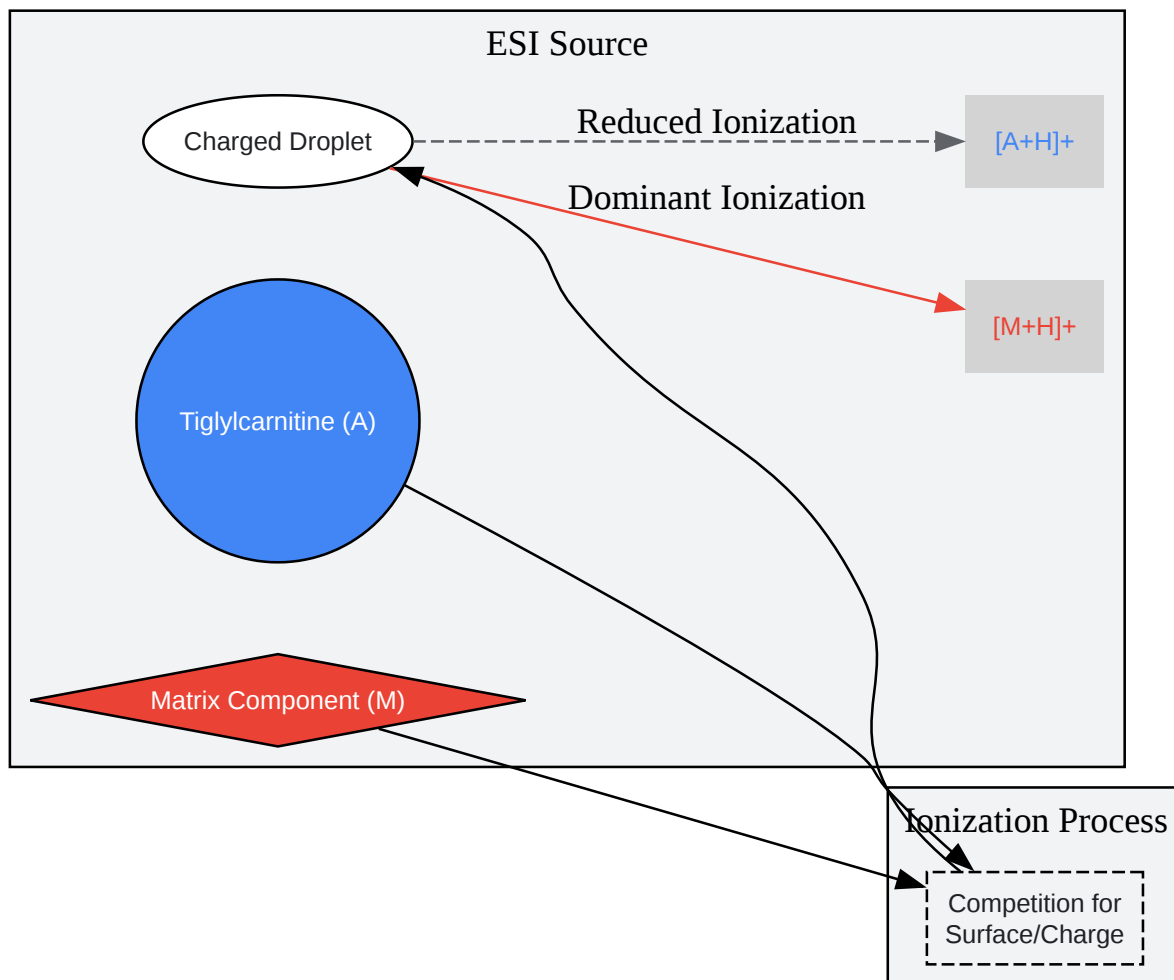 ESI Source
Charged Droplet
Reduced Ionization
[A+H]+
Dominant Ionization
[M+H]+
Tiglylcarnitine (A)
Matrix Component (M)
Ionization Process
Competition for
Surface/Charge